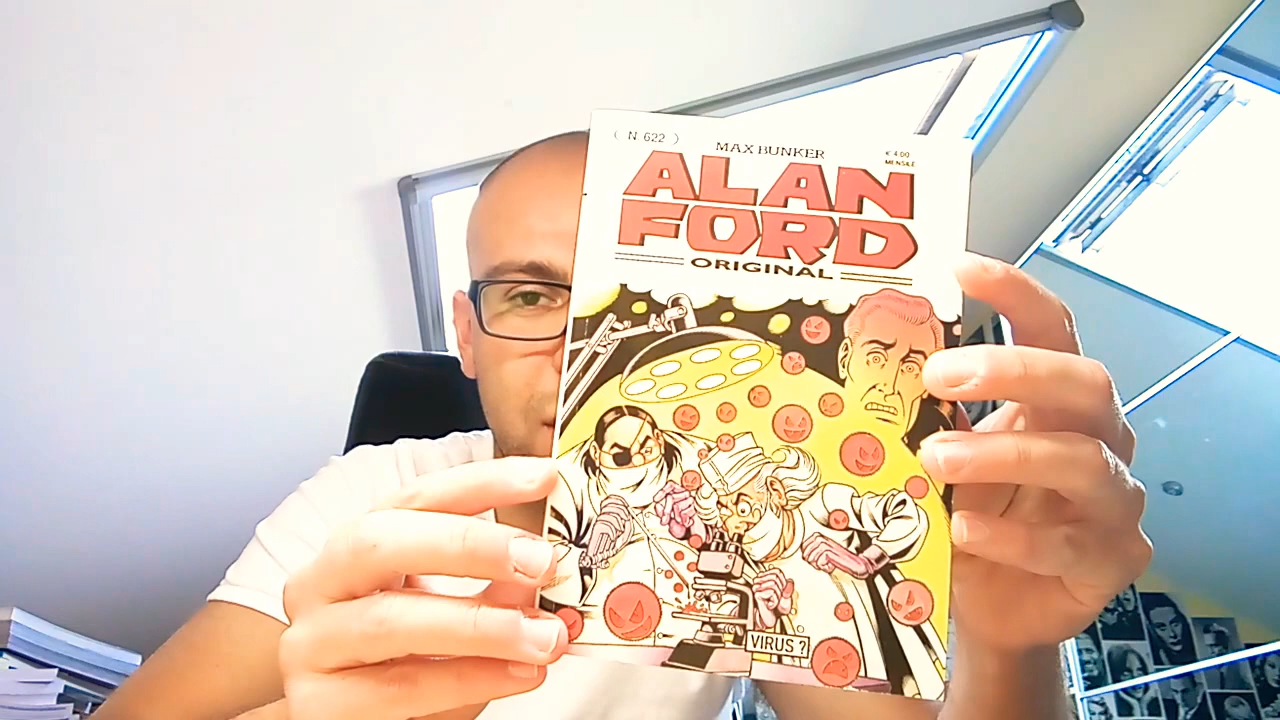 ( N. 622 )
MAX BUNKER
€ 4.00
MENSILE
ALAN
FORD
ORIGINAL
VIRUS ?